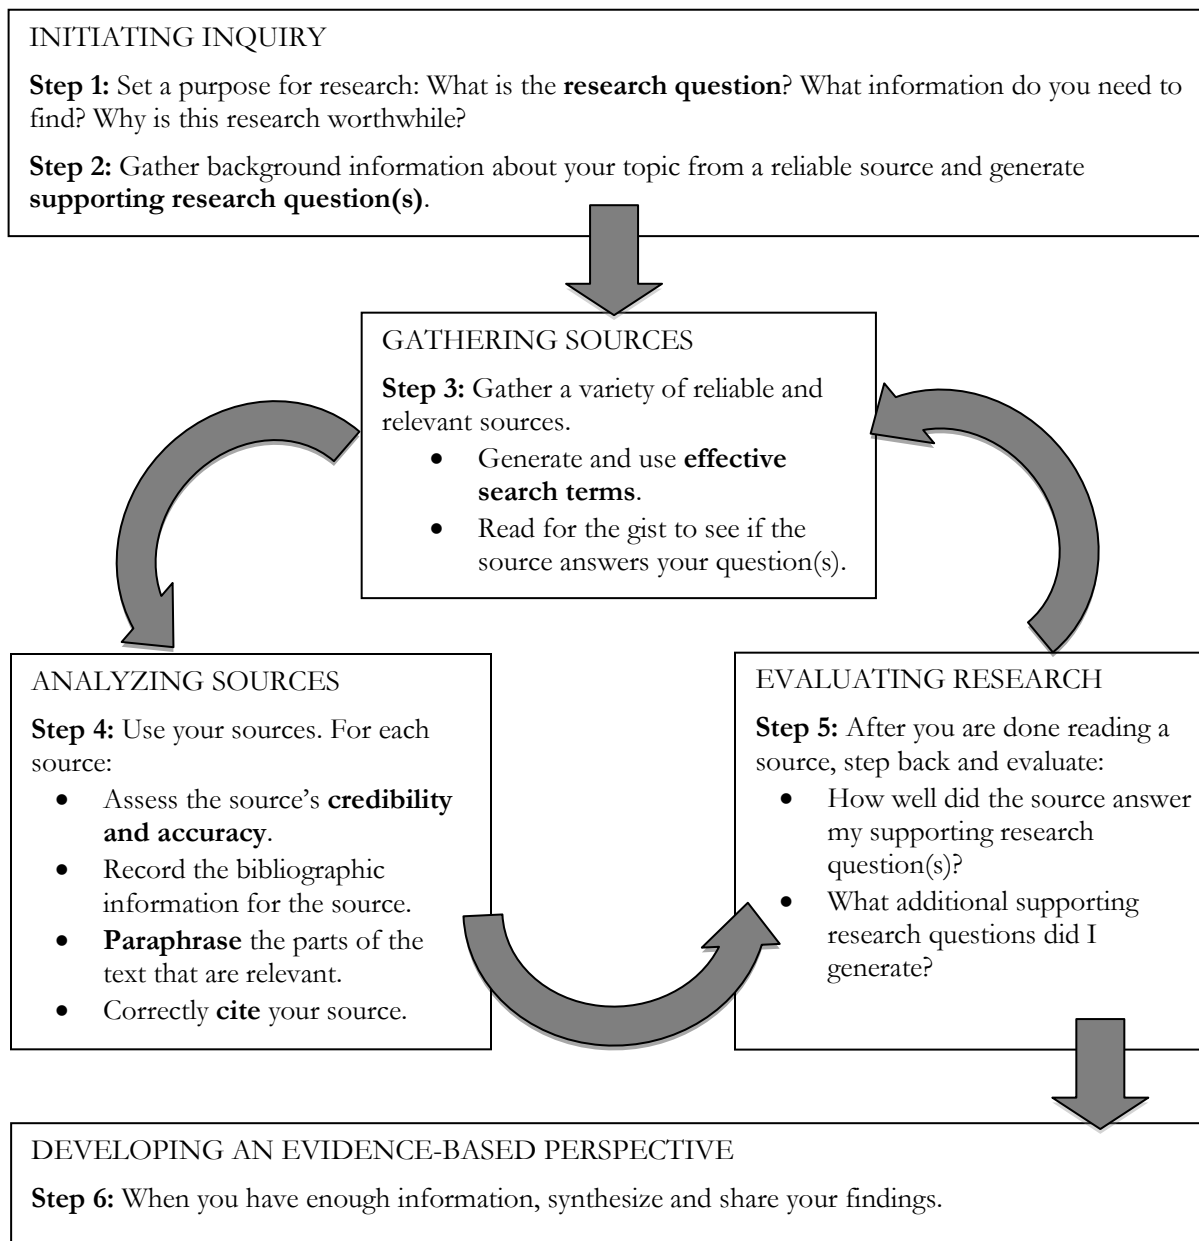 INITIATING INQUIRY
Step 1: Set a purpose for research: What is the research question? What information do you need to
find? Why is this research worthwhile?
Step 2: Gather background information about your topic from a reliable source and generate
supporting research question(s).
GATHERING SOURCES
Step 3: Gather a variety of reliable and
relevant sources.
• Generate and use effective
search terms.
• Read for the gist to see if the
source answers your question(s).
ANALYZING SOURCES
Step 4: Use your sources. For each
source:
• Assess the source’s credibility
and accuracy.
• Record the bibliographic
information for the source.
• Paraphrase the parts of the
text that are relevant.
• Correctly cite your source.
EVALUATING RESEARCH
Step 5: After you are done reading a
source, step back and evaluate:
• How well did the source answer
my supporting research
question(s)?
• What additional supporting
research questions did I
generate?
DEVELOPING AN EVIDENCE-BASED PERSPECTIVE
Step 6: When you have enough information, synthesize and share your findings.